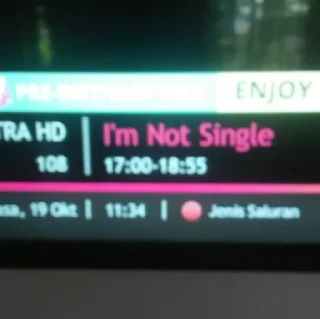 ENJOY
TRA HD | I'm Not Single
108 17:00-18:55
asa, 19 Okt | 11:34 | Jenis Saluran